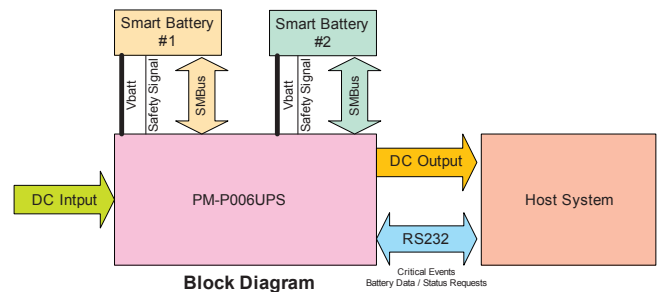 Smart Battery
#1
Smart Battery
#2
Vbatt
Safety Signal
SMBus
Vbatt
Safety Signal
SMBus
DC Output
DC Intput
PM-P006UPS
Host System
RS232
Critical Events
Battery Data / Status Requests
Block Diagram